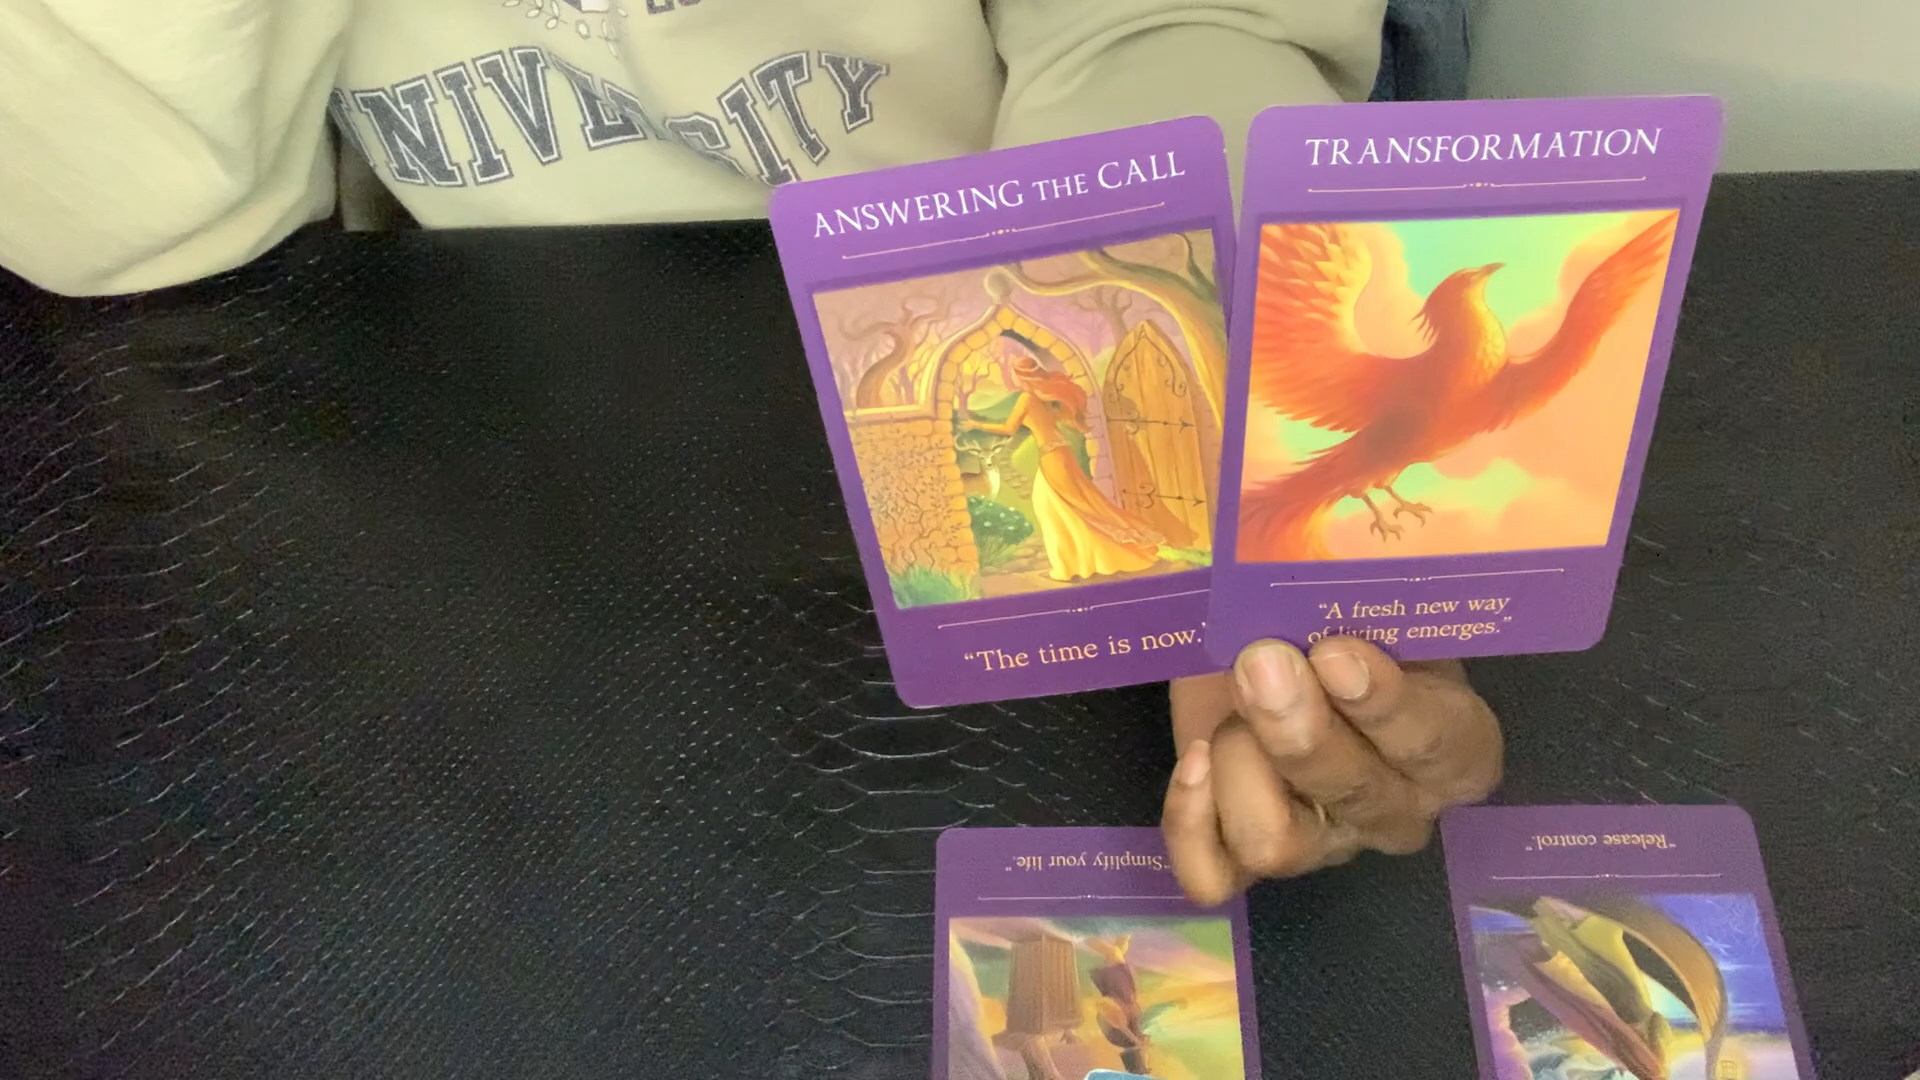 UNIVERSITY
ANSWERING THE CALL
TRANSFORMATION
"The time is now."
"A fresh new way
of living emerges."
"Simplify your life."
"Release control."